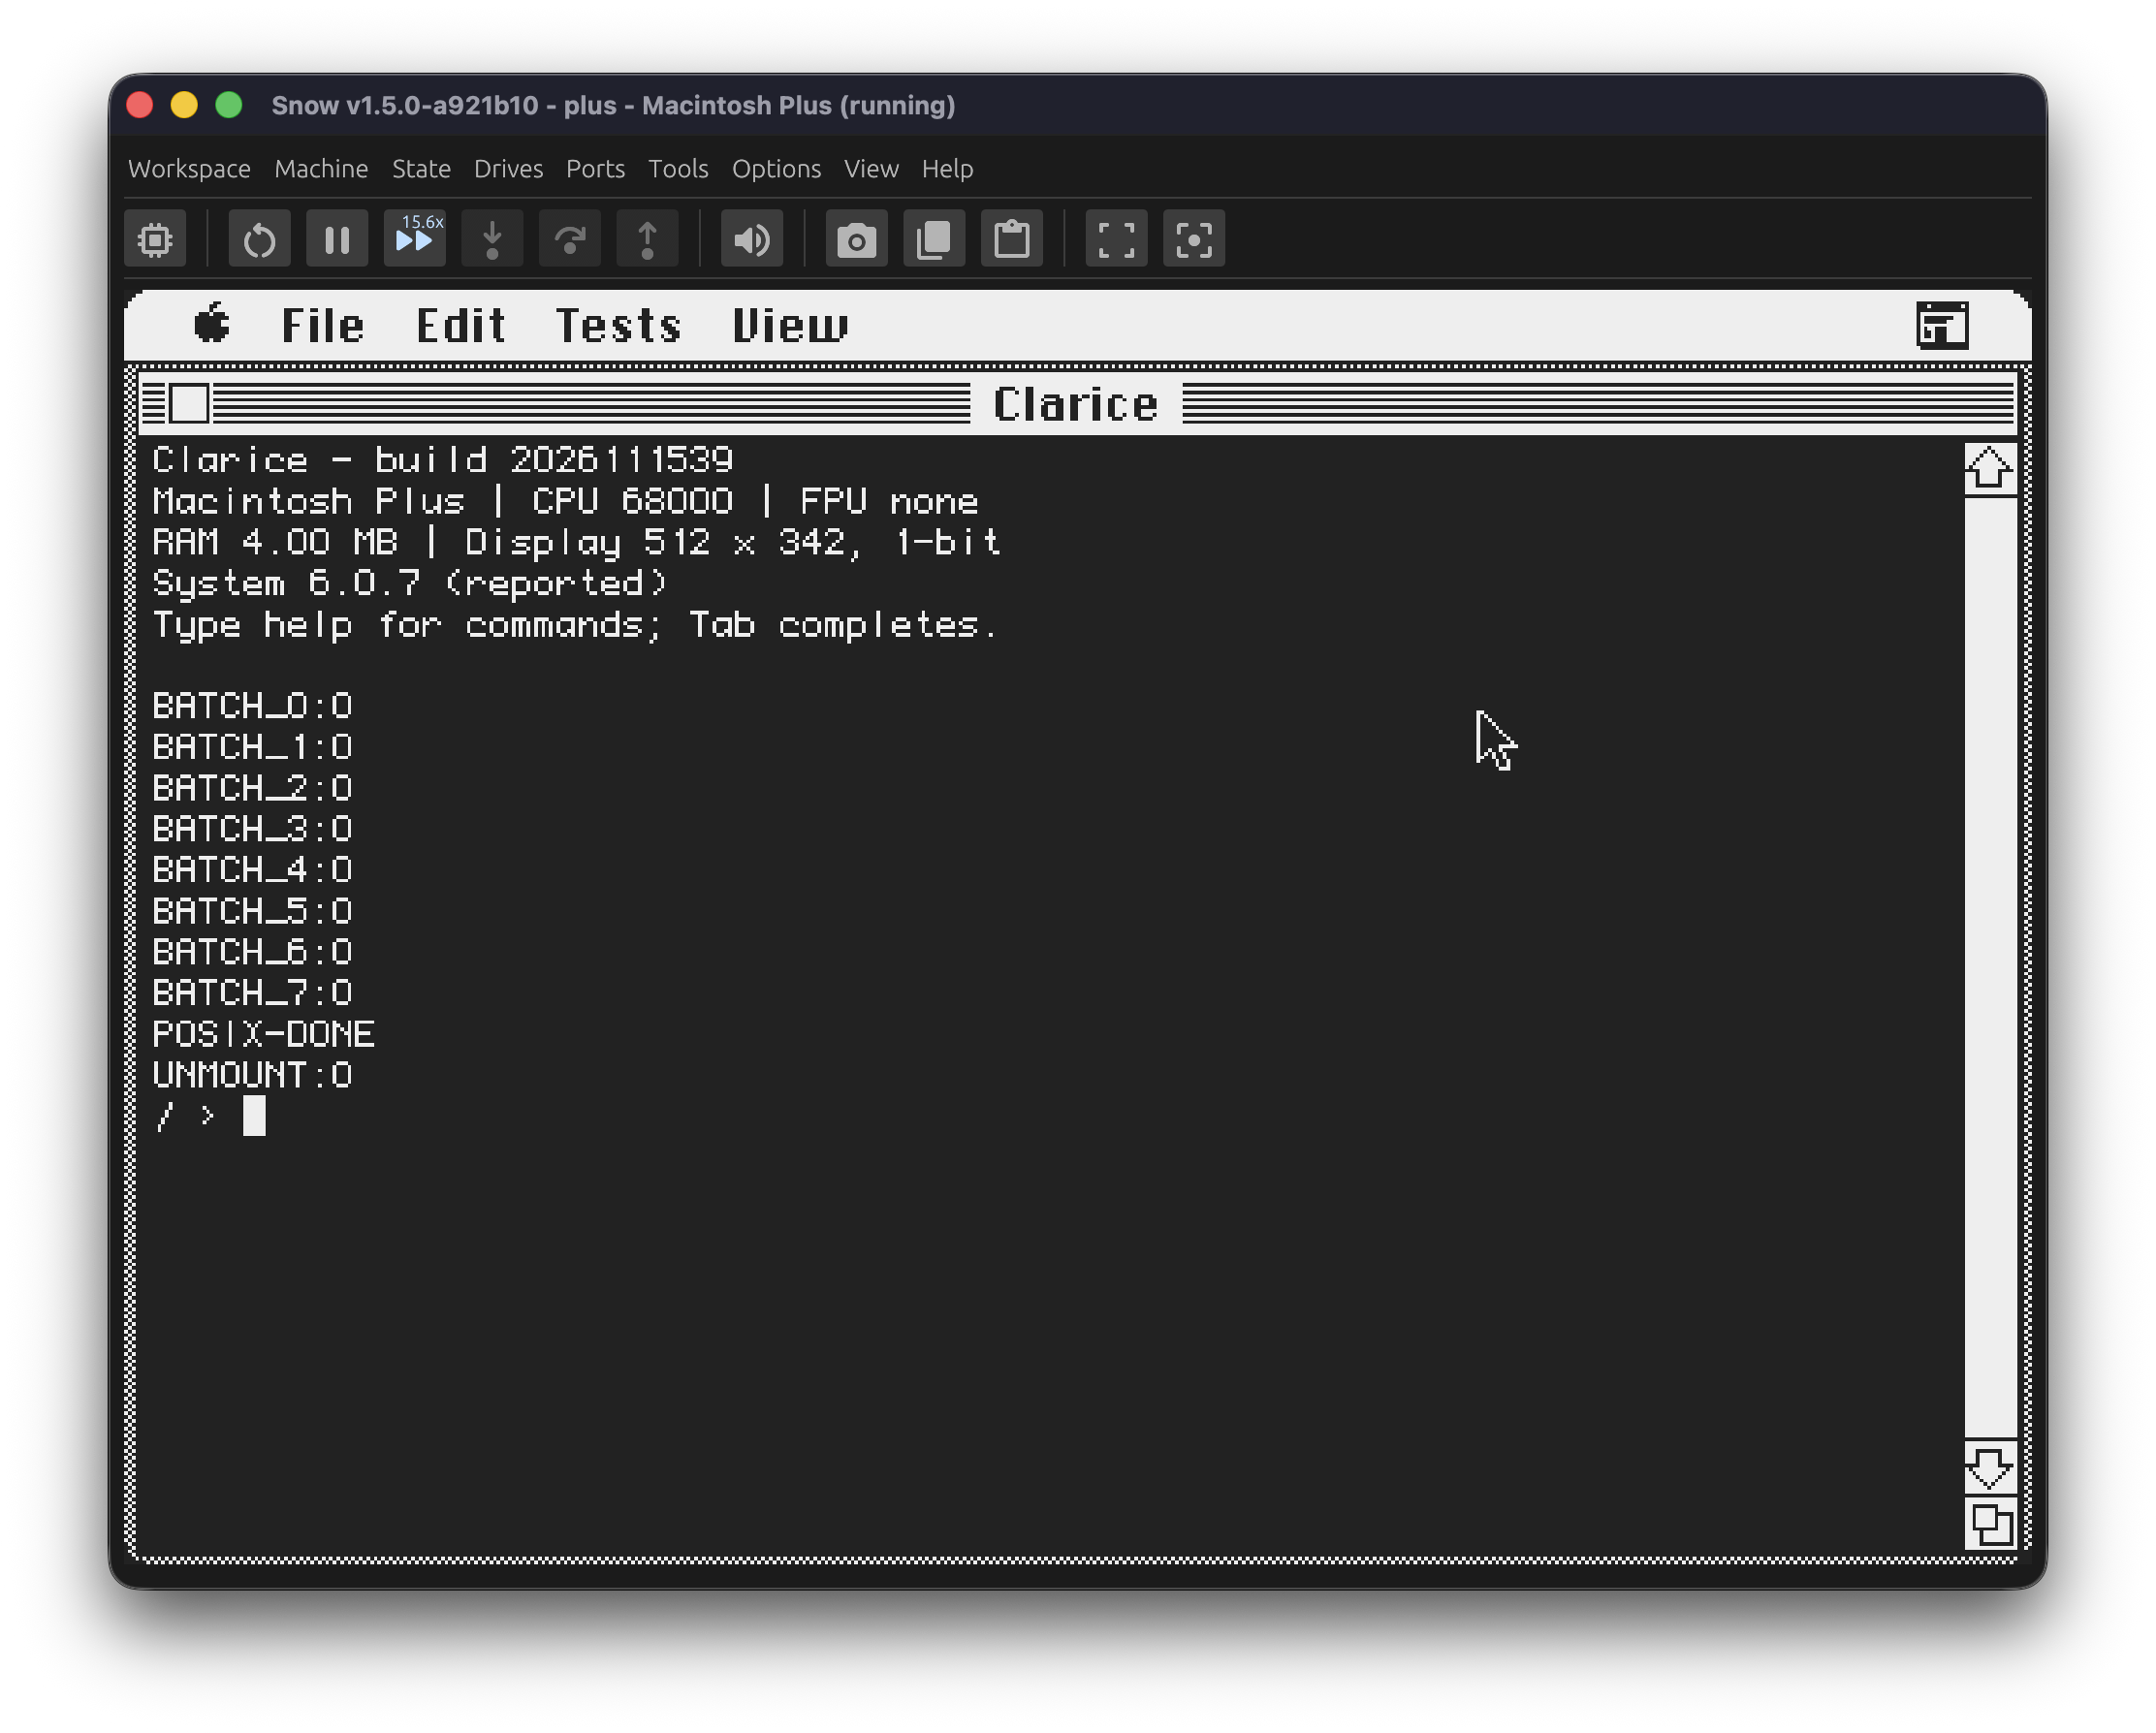 Snow v1.5.0-a921b10 - plus - Macintosh Plus (running)
Workspace Machine State Drives Ports Tools Options View Help
15.6x
File Edit Tests View
Clarice
Clarice - build 2026111539
Macintosh Plus | CPU 68000 | FPU none
RAM 4.00 MB | Display 512 x 342, 1-bit
System 6.0.7 (reported)
Type help for commands; Tab completes.
BATCH_0:0
BATCH_1:0
BATCH_2:0
BATCH_3:0
BATCH_4:0
BATCH_5:0
BATCH_6:0
BATCH_7:0
POSIX-DONE
UNMOUNT:0
/ >